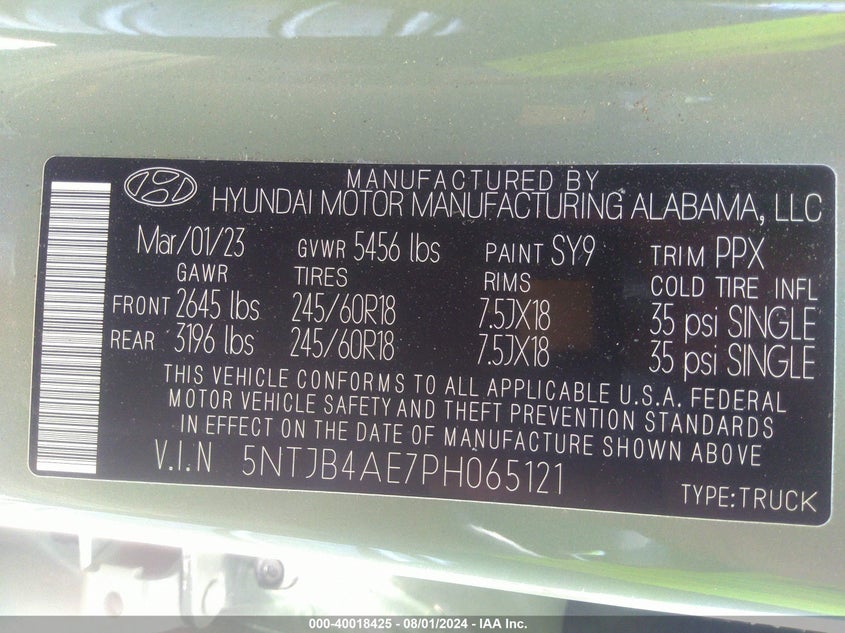 MANUFACTURED BY
HYUNDAI MOTOR MANUFACTURING ALABAMA, LLC
Mar/01/23 GVWR 5456 lbs PAINT SY9 TRIM PPX
GAWR TIRES RIMS COLD TIRE INFL
FRONT 2645 lbs 245/60R18 7.5JX18 35 psi SINGLE
REAR 3196 lbs 245/60R18 7.5JX18 35 psi SINGLE
THIS VEHICLE CONFORMS TO ALL APPLICABLE U.S.A. FEDERAL
MOTOR VEHICLE SAFETY AND THEFT PREVENTION STANDARDS
IN EFFECT ON THE DATE OF MANUFACTURE SHOWN ABOVE
V.I.N 5NTJB4AE7PH065121
TYPE:TRUCK
000-40018425 - 08/01/2024 - IAA Inc.